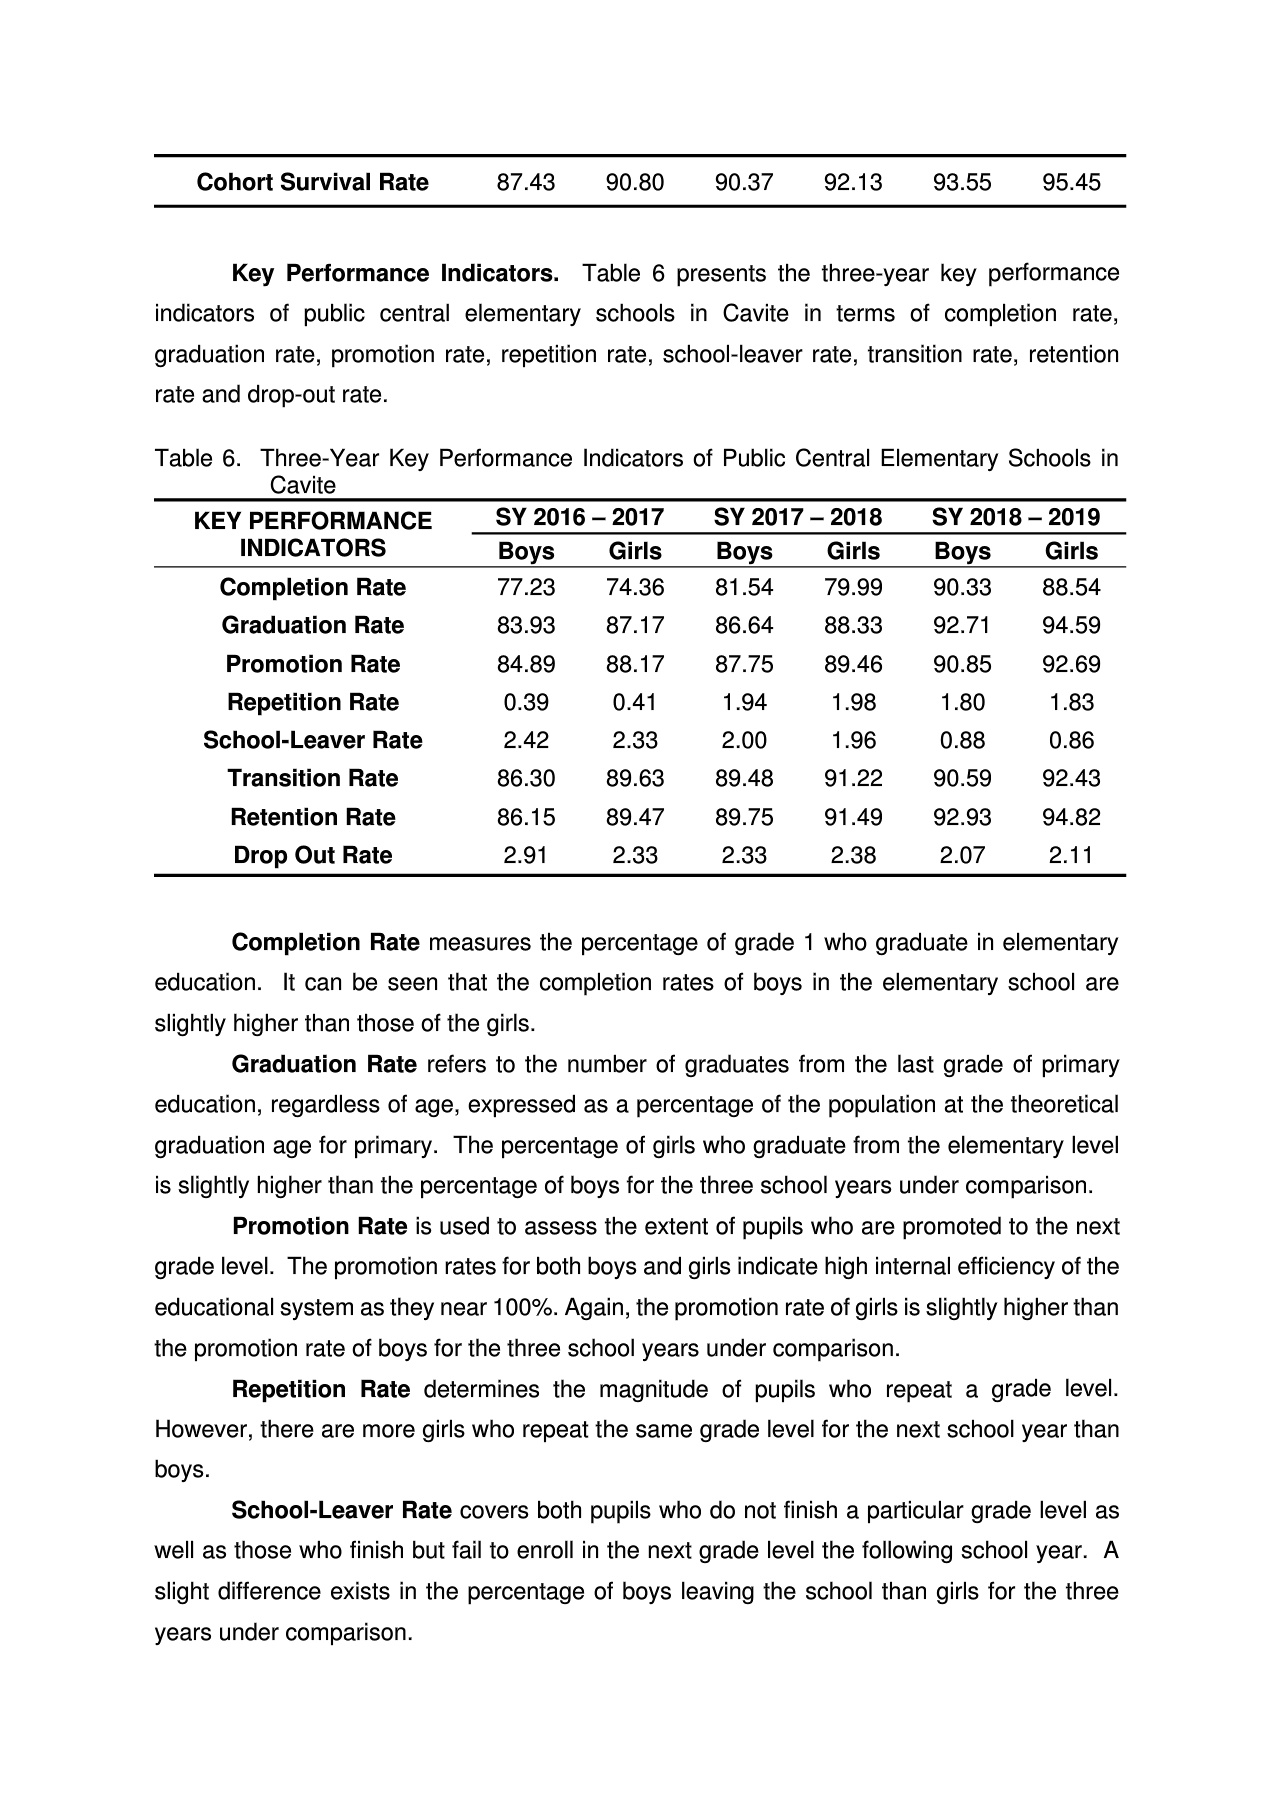 Cohort Survival Rate 87.43 90.80 90.37 92.13 93.55 95.45
Key Performance Indicators. Table 6 presents the three-year key performance
indicators of public central elementary schools in Cavite in terms of completion rate,
graduation rate, promotion rate, repetition rate, school-leaver rate, transition rate, retention
rate and drop-out rate.
Table 6. Three-Year Key Performance Indicators of Public Central Elementary Schools in
Cavite
KEY PERFORMANCE INDICATORS SY 2016 – 2017 SY 2017 – 2018 SY 2018 – 2019
Boys Girls Boys Girls Boys Girls
Completion Rate 77.23 74.36 81.54 79.99 90.33 88.54
Graduation Rate 83.93 87.17 86.64 88.33 92.71 94.59
Promotion Rate 84.89 88.17 87.75 89.46 90.85 92.69
Repetition Rate 0.39 0.41 1.94 1.98 1.80 1.83
School-Leaver Rate 2.42 2.33 2.00 1.96 0.88 0.86
Transition Rate 86.30 89.63 89.48 91.22 90.59 92.43
Retention Rate 86.15 89.47 89.75 91.49 92.93 94.82
Drop Out Rate 2.91 2.33 2.33 2.38 2.07 2.11
Completion Rate measures the percentage of grade 1 who graduate in elementary
education. It can be seen that the completion rates of boys in the elementary school are
slightly higher than those of the girls.
Graduation Rate refers to the number of graduates from the last grade of primary
education, regardless of age, expressed as a percentage of the population at the theoretical
graduation age for primary. The percentage of girls who graduate from the elementary level
is slightly higher than the percentage of boys for the three school years under comparison.
Promotion Rate is used to assess the extent of pupils who are promoted to the next
grade level. The promotion rates for both boys and girls indicate high internal efficiency of the
educational system as they near 100%. Again, the promotion rate of girls is slightly higher than
the promotion rate of boys for the three school years under comparison.
Repetition Rate determines the magnitude of pupils who repeat a grade level.
However, there are more girls who repeat the same grade level for the next school year than
boys.
School-Leaver Rate covers both pupils who do not finish a particular grade level as
well as those who finish but fail to enroll in the next grade level the following school year. A
slight difference exists in the percentage of boys leaving the school than girls for the three
years under comparison.